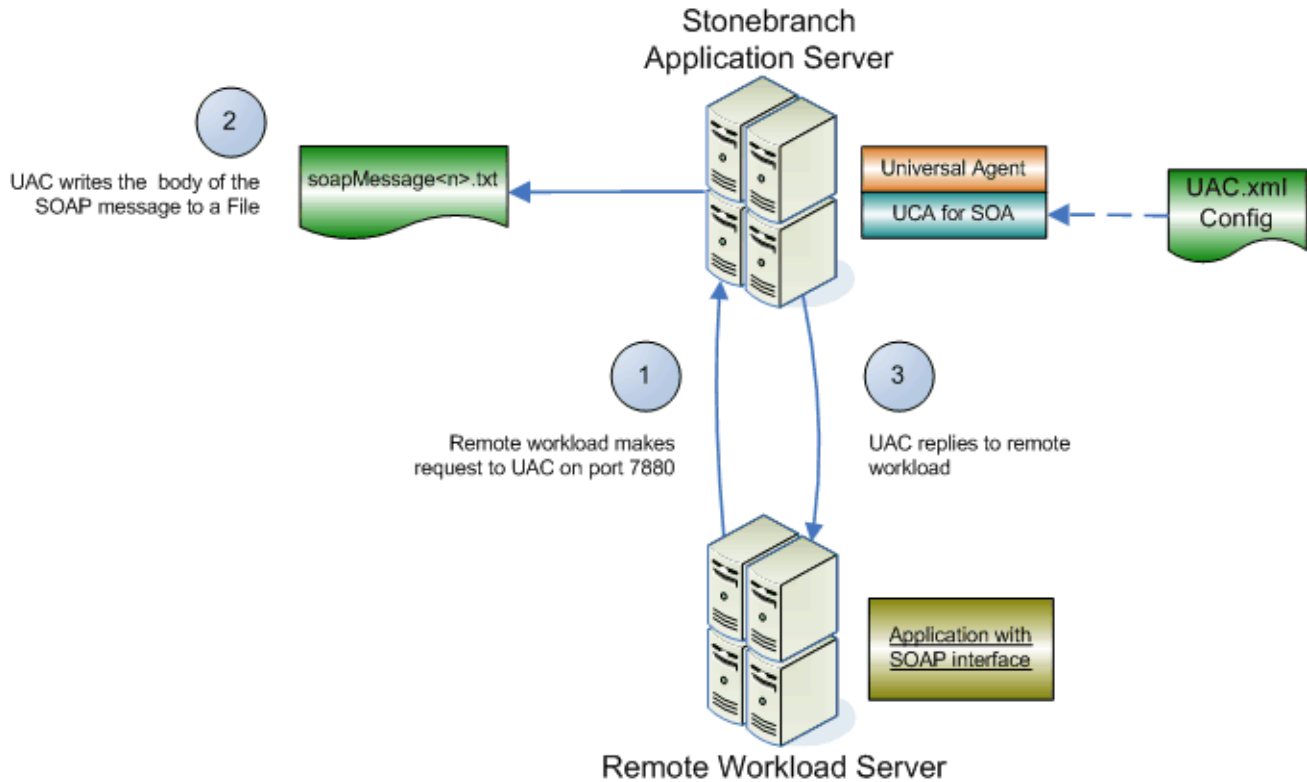 Stonebranch
Application Server
2
UAC writes the body of the
SOAP message to a File
soapMessage<n>.txt
Universal Agent
UCA for SOA
UAC.xml
Config
1
Remote workload makes
request to UAC on port 7880
3
UAC replies to remote
workload
Application with
SOAP interface
Remote Workload Server